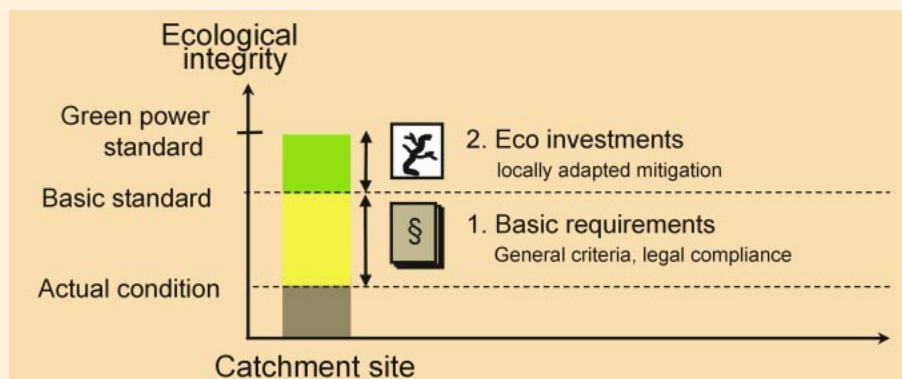 Ecological
integrity
Green power
standard
2. Eco investments
locally adapted mitigation
Basic standard
§
1. Basic requirements
General criteria, legal compliance
Actual condition
Catchment site